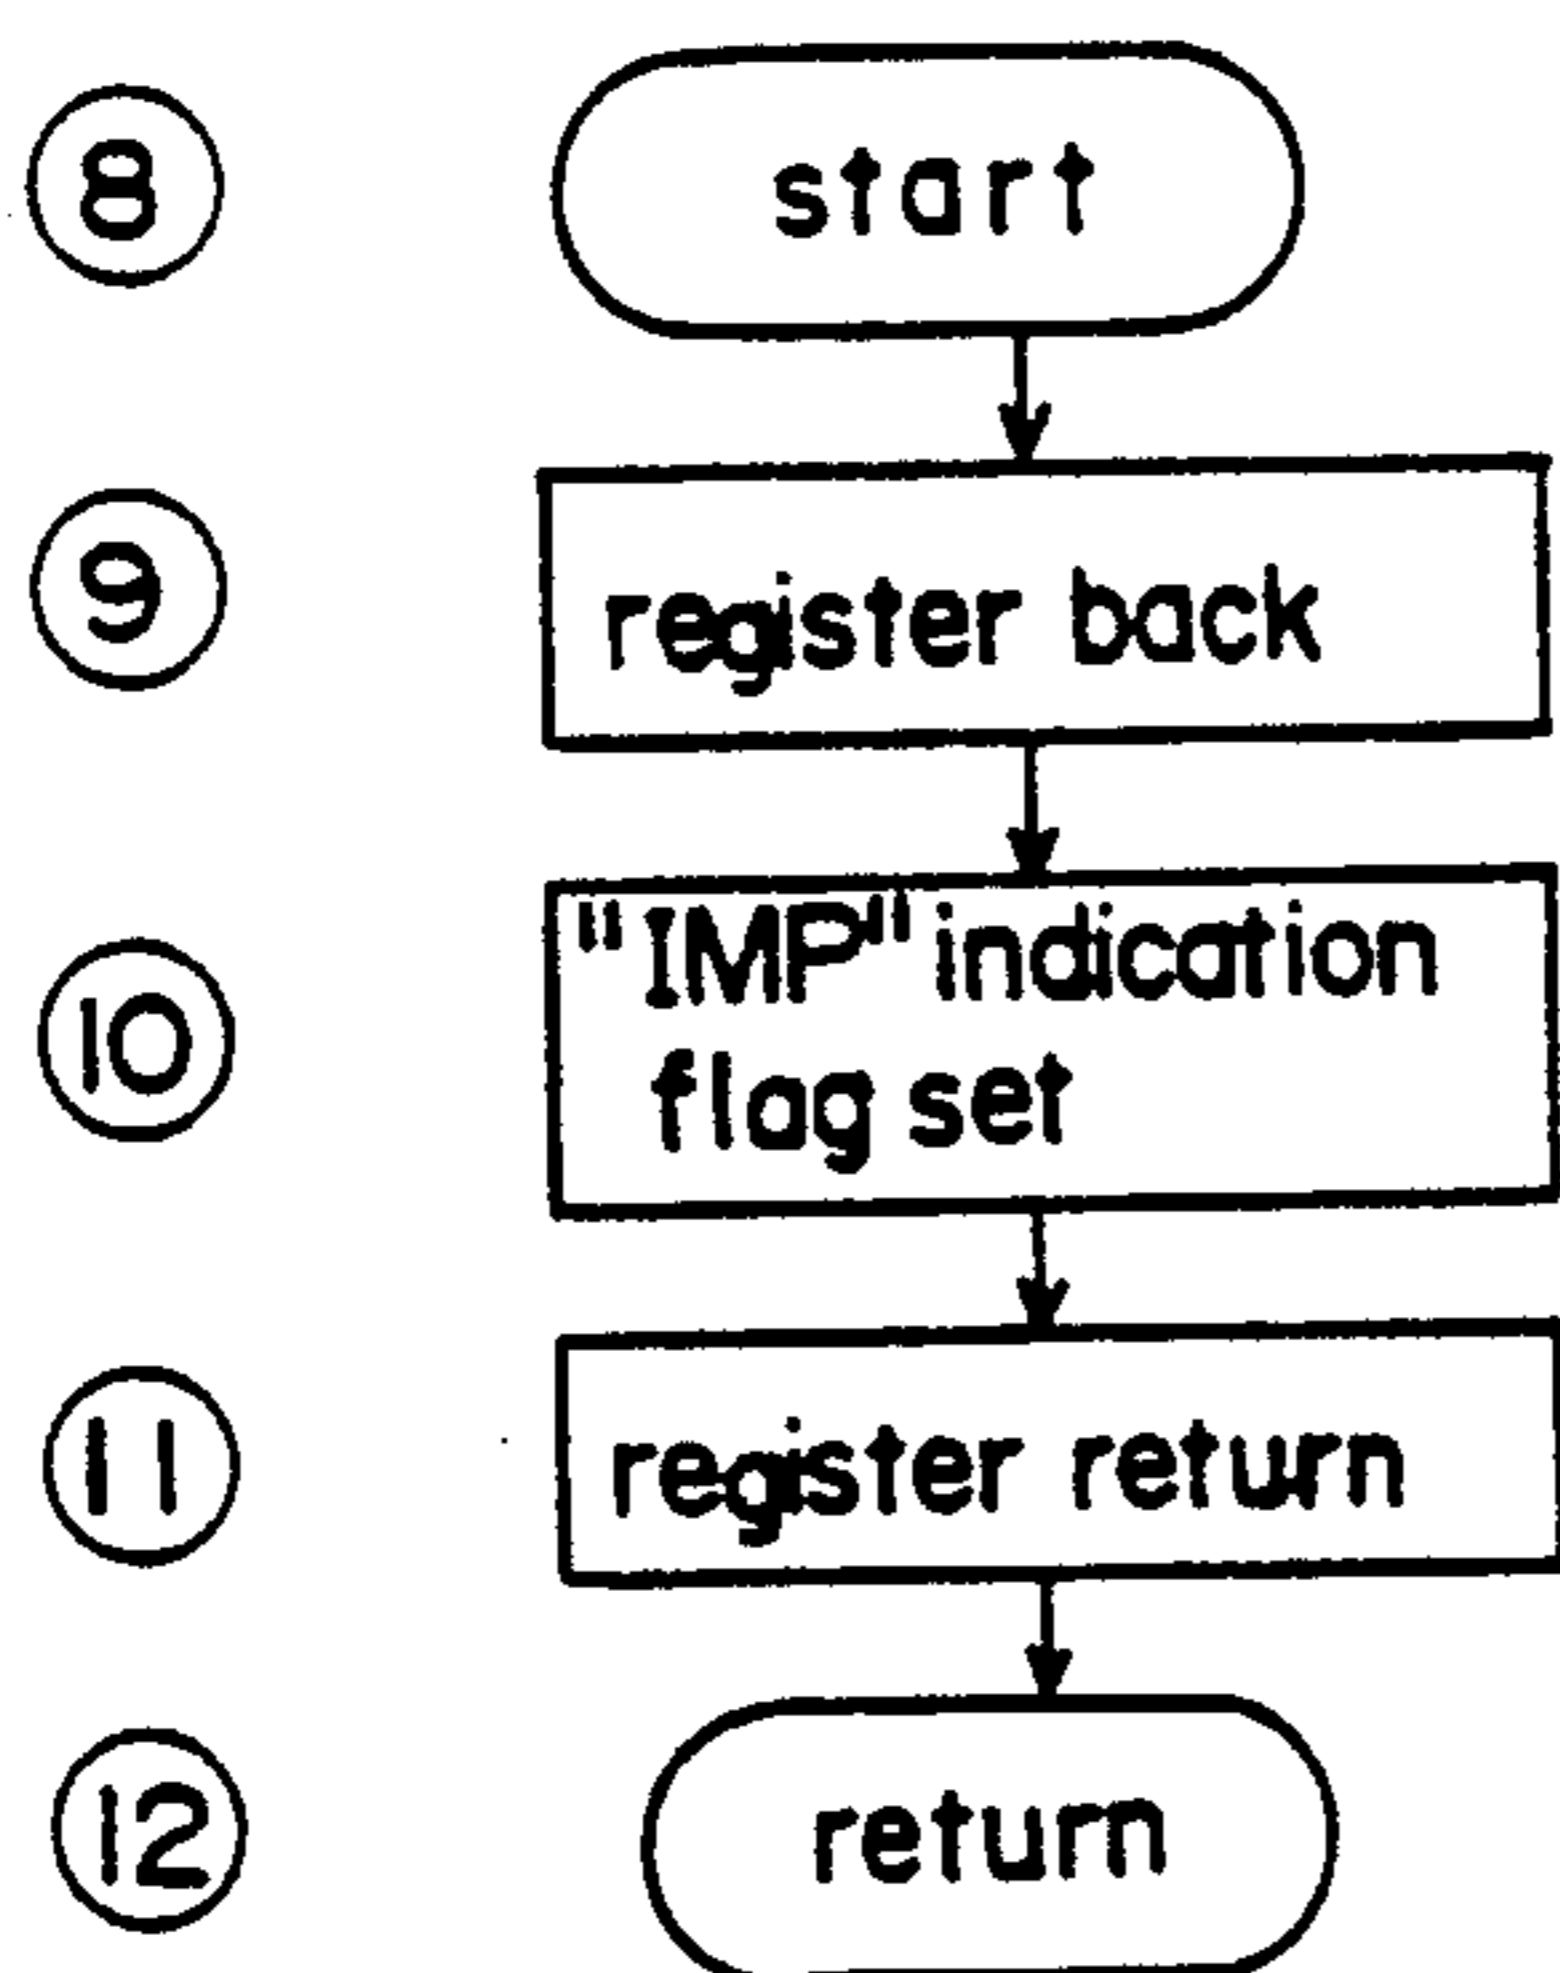 8 start
9 register back
10 "IMP" indication
flag set
11 register return
12 return